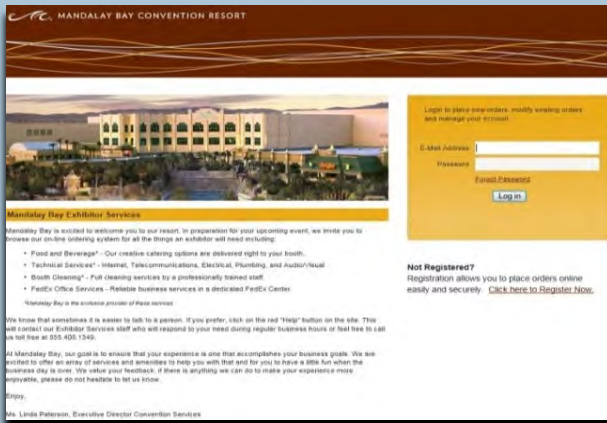 MANDALAY BAY CONVENTION RESORT
Login to place new orders, modify existing orders
and manage your account.
E-Mail Address
Password
Forgot Password
Log in
Mandalay Bay Exhibitor Services
Mandalay Bay is excited to welcome you to our resort. In preparation for your upcoming event, we invite you to
browse our on-line ordering system for all the things an exhibitor will need including:
• Food and Beverage* - Our creative catering options are delivered right to your booth.
• Technical Services* - Internet, Telecommunications, Electrical, Plumbing, and Audio/Visual
• Booth Cleaning* - Full cleaning services by a professionally trained staff.
• FedEx Office Services - Reliable business services in a dedicated FedEx Center
*Mandalay Bay is the exclusive provider of these services
We know that sometimes it is easier to talk to a person. If you prefer, click on the red "Help" button on the site. This
will contact our Exhibitor Services staff who will respond to your need during regular business hours or feel free to call
us toll free at 855.408.1349.
At Mandalay Bay, our goal is to ensure that your experience is one that accomplishes your business goals. We are
excited to offer an array of services and amenities to help you with that and for you to have a little fun when the
business day is over. We value your feedback, if there is anything we can do to make your experience more
enjoyable, please do not hesitate to let us know.
Enjoy,
Ms. Linda Paterson, Executive Director Convention Services
Not Registered?
Registration allows you to place orders online
easily and securely. Click here to Register Now.